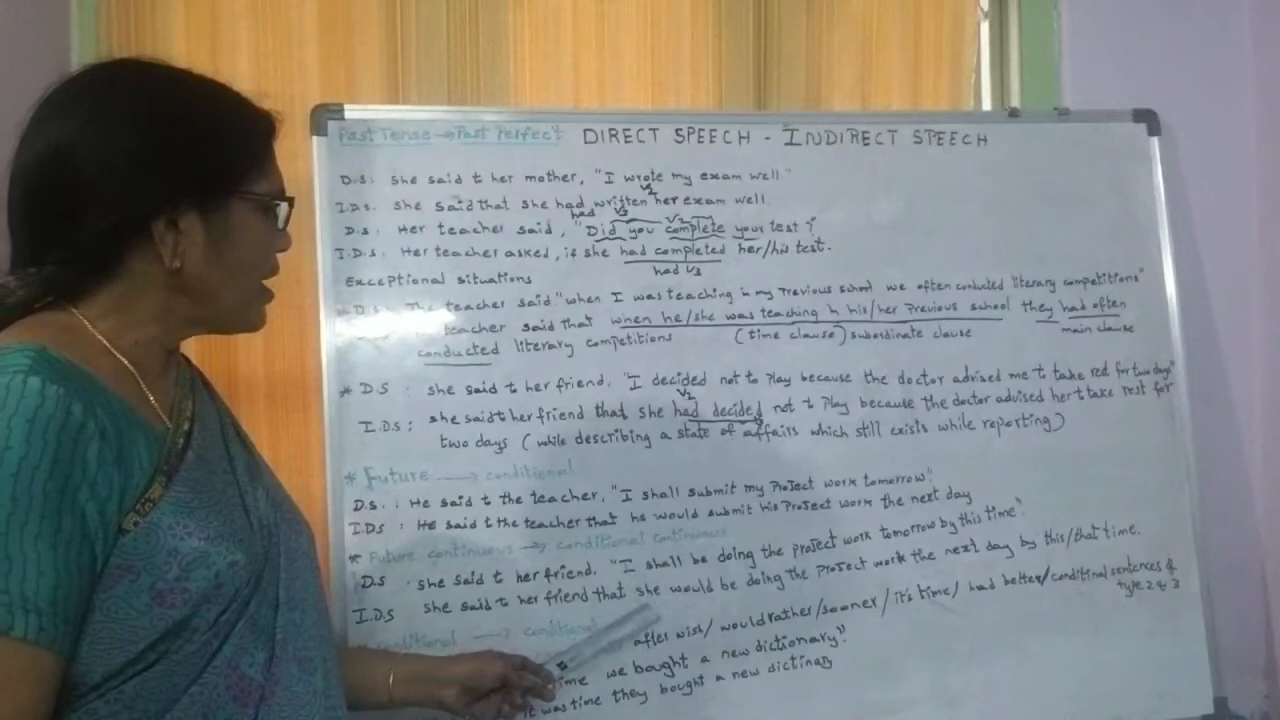 Past Tense → Past Perfect DIRECT SPEECH - INDIRECT SPEECH
D.S: She said t her mother, "I wrote my exam well"
V2
I.D.S. She said that she had written her exam well.
had V3 V2
D.S: Her teacher said, "Did you complete your test?"
I.D.S. Her teacher asked, if she had completed her/his test.
had V3
Exceptional situations
D.S: The teacher said "when I was teaching in my Previous school we often conducted literary competitions"
teacher said that when he/she was teaching in his/her Previous school they had often
conducted literary competitions (time clause) subordinate clause main clause
* D.S : she said t her friend, "I decided not to Play because the doctor advised me t take rest for two days"
V2
I.D.S : she said t her friend that she had decided not t Play because the doctor advised her t take rest for
two days (while describing a state of affairs which still exists while reporting)
* Future → conditional
D.S. : He said t the teacher, "I shall submit my Project work tomorrow".
I.D.S : He said t the teacher that he would submit his Project work the next day
* Future continuous → conditional continuous
D.S : she said t her friend, "I shall be doing the project work tomorrow by this time".
I.D.S she said t her friend that she would be doing the Project work the next day by this/that time.
Conditional → conditional
after wish/ would rather/sooner/it's time/ had better/conditinal sentences of
type 2 & 3
time we bought a new dictionary."
it was time they bought a new dictinary